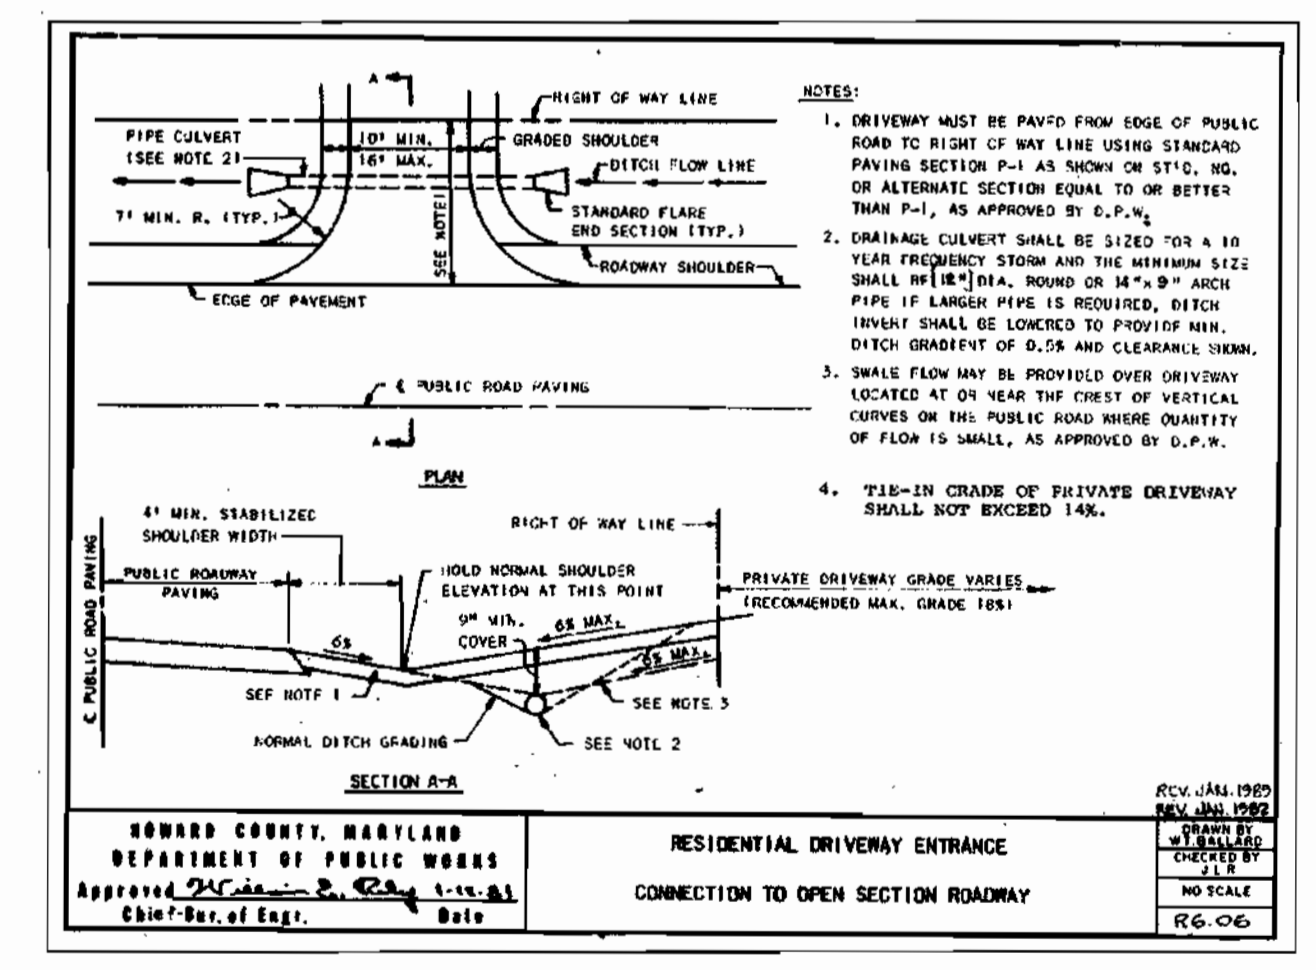 A
RIGHT OF WAY LINE
PIPE CULVERT
(SEE NOTE 2)
10' MIN.
16' MAX.
GRADED SHOULDER
DITCH FLOW LINE
7' MIN. R. (TYP.)
SEE NOTE 1
STANDARD FLARE
END SECTION (TYP.)
ROADWAY SHOULDER
EDGE OF PAVEMENT
℄ PUBLIC ROAD PAVING
A
PLAN
NOTES:
1. DRIVEWAY MUST BE PAVED FROM EDGE OF PUBLIC
ROAD TO RIGHT OF WAY LINE USING STANDARD
PAVING SECTION P-1 AS SHOWN ON STD. NO.
OR ALTERNATE SECTION EQUAL TO OR BETTER
THAN P-1, AS APPROVED BY D.P.W.
2. DRAINAGE CULVERT SHALL BE SIZED FOR A 10
YEAR FREQUENCY STORM AND THE MINIMUM SIZE
SHALL BE [12"] DIA. ROUND OR 14"x 9" ARCH
PIPE IF LARGER PIPE IS REQUIRED, DITCH
INVERT SHALL BE LOWERED TO PROVIDE MIN.
DITCH GRADIENT OF 0.5% AND CLEARANCE SHOWN.
3. SWALE FLOW MAY BE PROVIDED OVER DRIVEWAY
LOCATED AT OR NEAR THE CREST OF VERTICAL
CURVES ON THE PUBLIC ROAD WHERE QUANTITY
OF FLOW IS SMALL, AS APPROVED BY D.P.W.
4. TIE-IN GRADE OF PRIVATE DRIVEWAY
SHALL NOT EXCEED 14%.
4' MIN. STABILIZED
SHOULDER WIDTH
RIGHT OF WAY LINE
℄ PUBLIC ROAD PAVING
PUBLIC ROADWAY
PAVING
HOLD NORMAL SHOULDER
ELEVATION AT THIS POINT
PRIVATE DRIVEWAY GRADE VARIES
(RECOMMENDED MAX. GRADE 18%)
9" MIN.
COVER
6% MAX.
6%
6% MAX.
SEE NOTE 1
SEE NOTE 3
NORMAL DITCH GRADING
SEE NOTE 2
SECTION A-A
REV. JAN. 1989
REV. JAN. 1982
HOWARD COUNTY, MARYLAND
DEPARTMENT OF PUBLIC WORKS
Approved
Chief-Bur. of Engr. Date
RESIDENTIAL DRIVEWAY ENTRANCE
CONNECTION TO OPEN SECTION ROADWAY
DRAWN BY
W.T. BALLARD
CHECKED BY
J L R
NO SCALE
R6.06